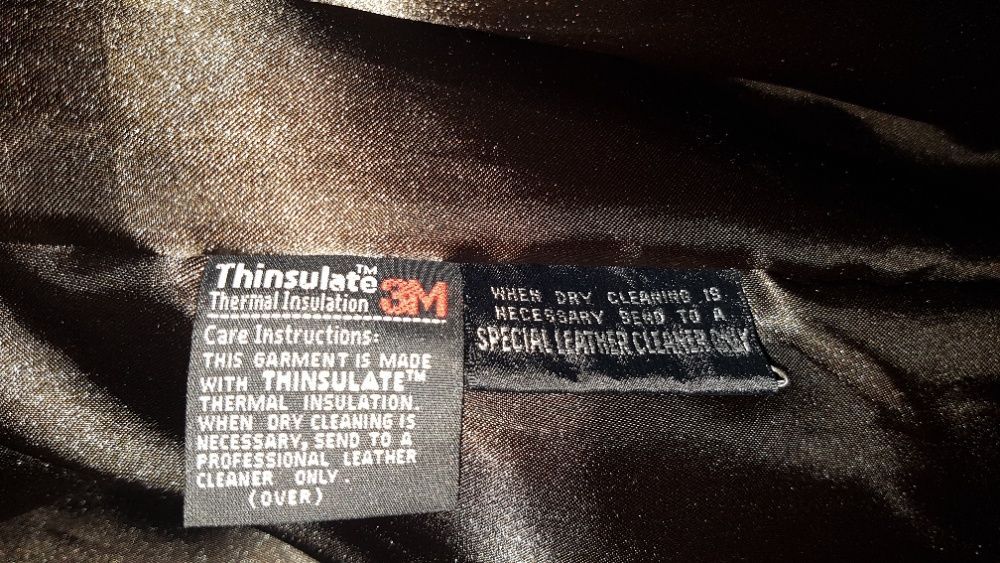 Thinsulate™
Thermal Insulation 3M
Care Instructions:
THIS GARMENT IS MADE
WITH THINSULATE™
THERMAL INSULATION.
WHEN DRY CLEANING IS
NECESSARY, SEND TO A
PROFESSIONAL LEATHER
CLEANER ONLY.
(OVER)
WHEN DRY CLEANING IS
NECESSARY SEND TO A
SPECIAL LEATHER CLEANER ONLY